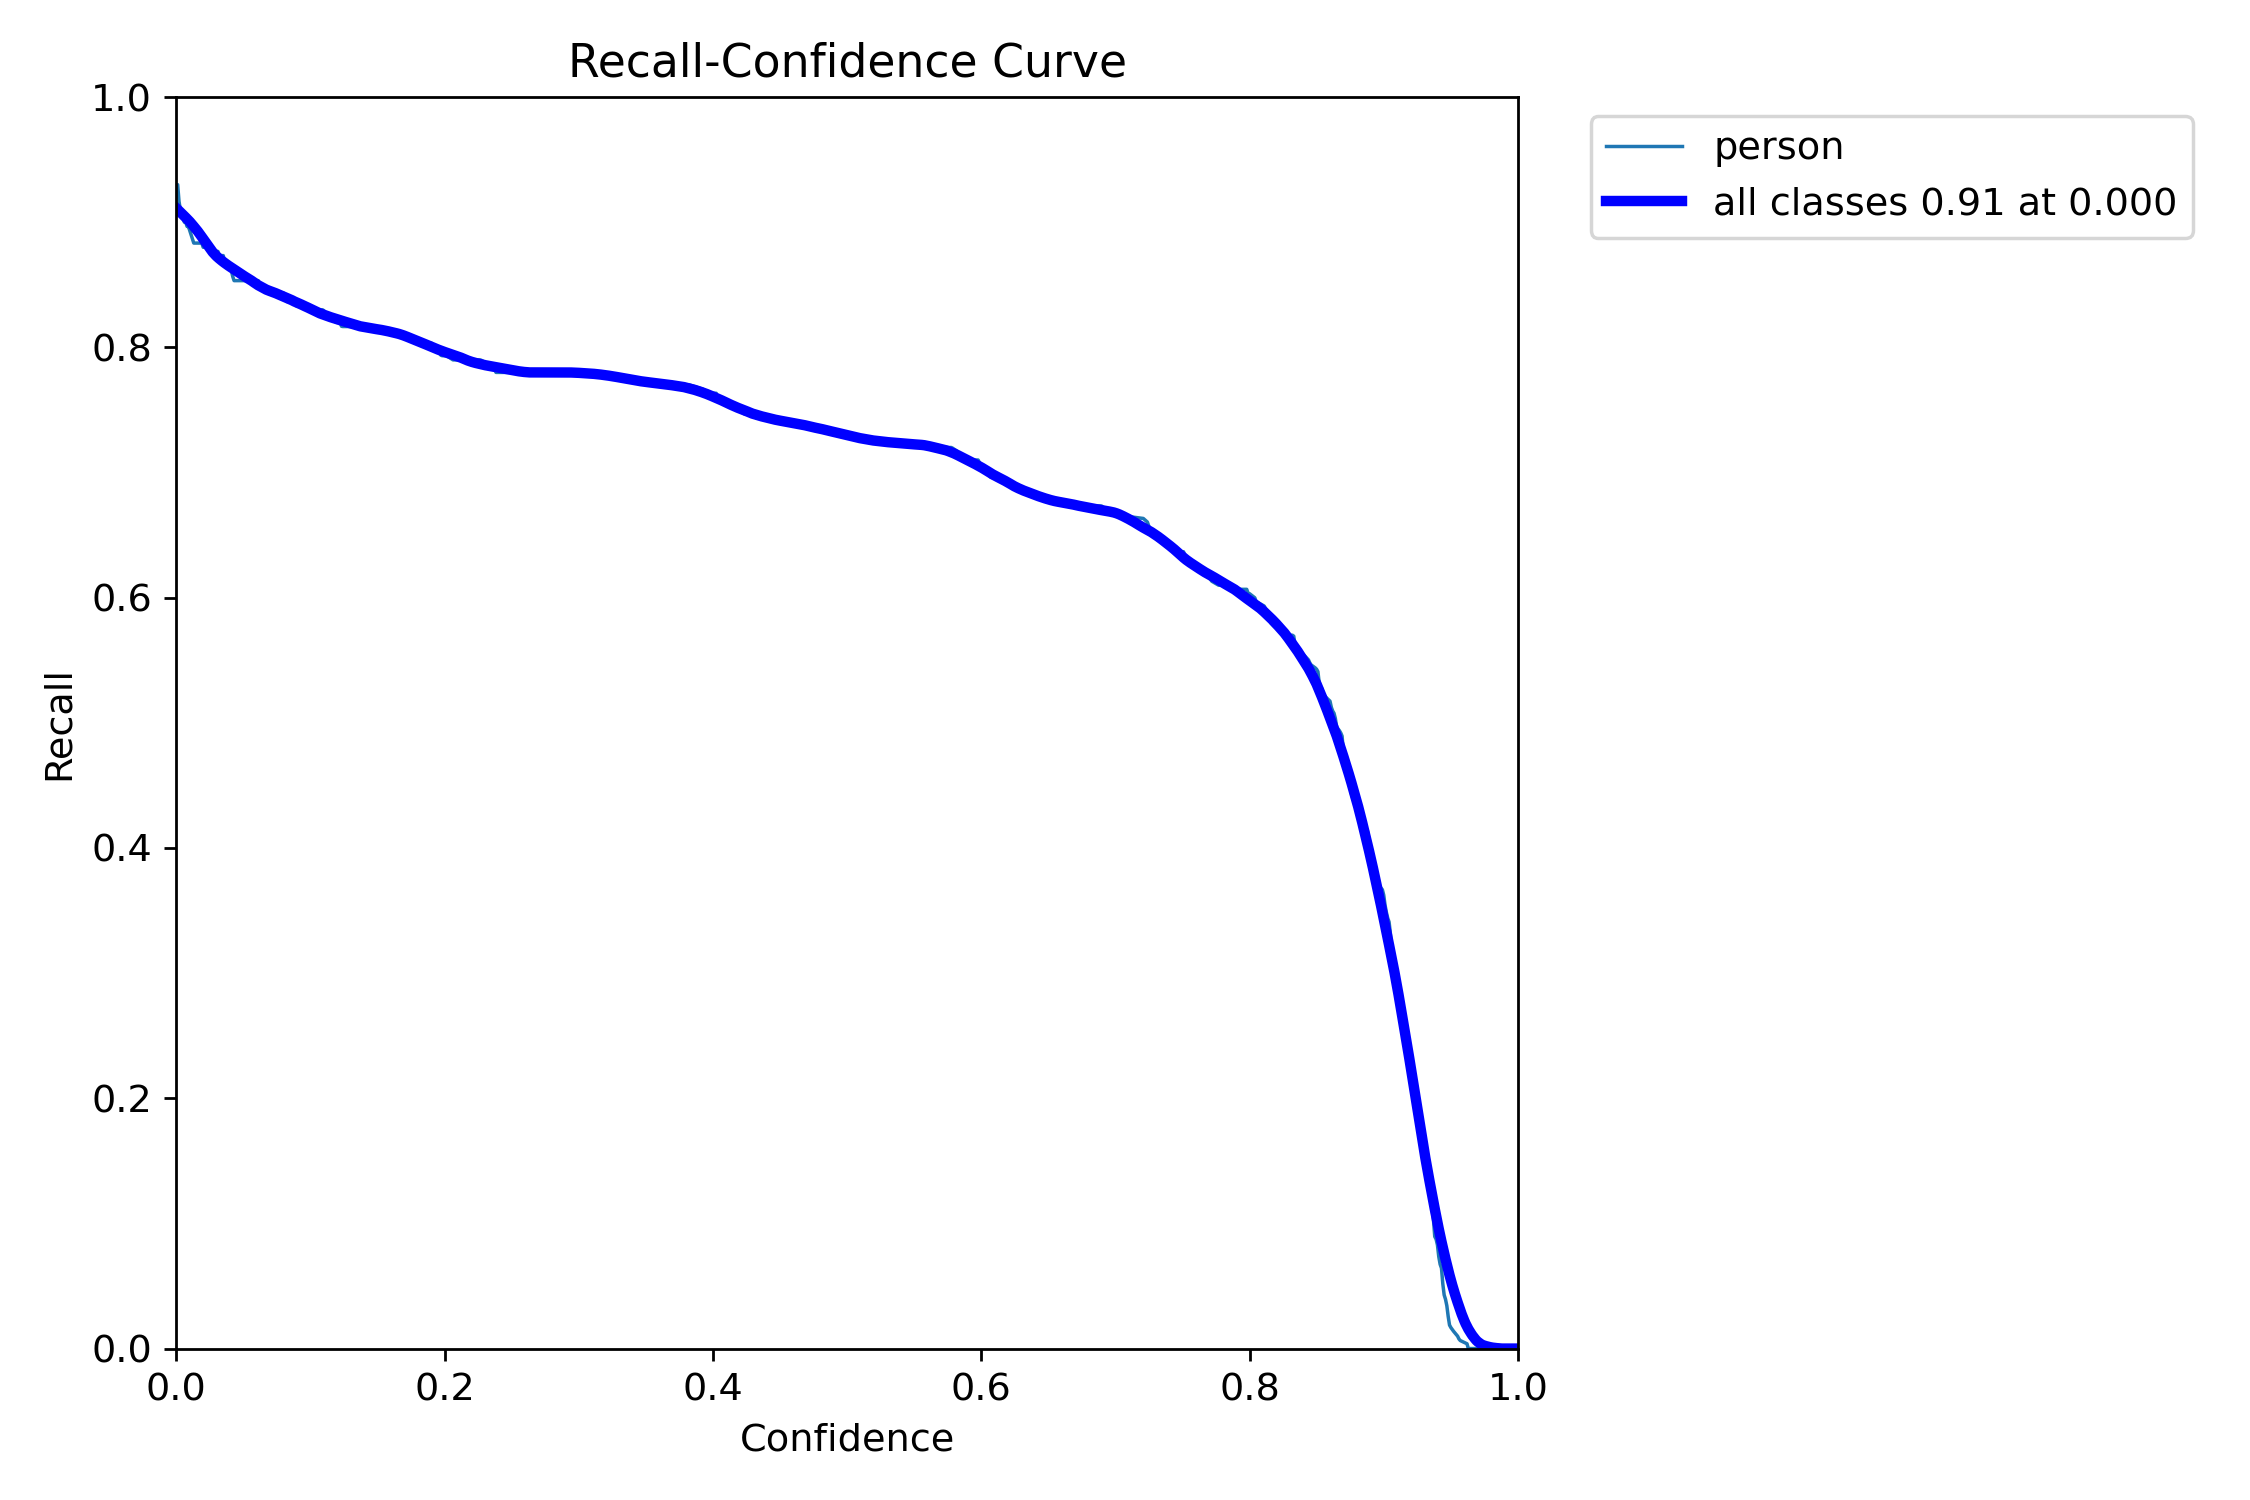 Recall-Confidence Curve
1.0
0.8
0.6
0.4
0.2
0.0
Recall
0.0 0.2 0.4 0.6 0.8 1.0
Confidence
person
all classes 0.91 at 0.000